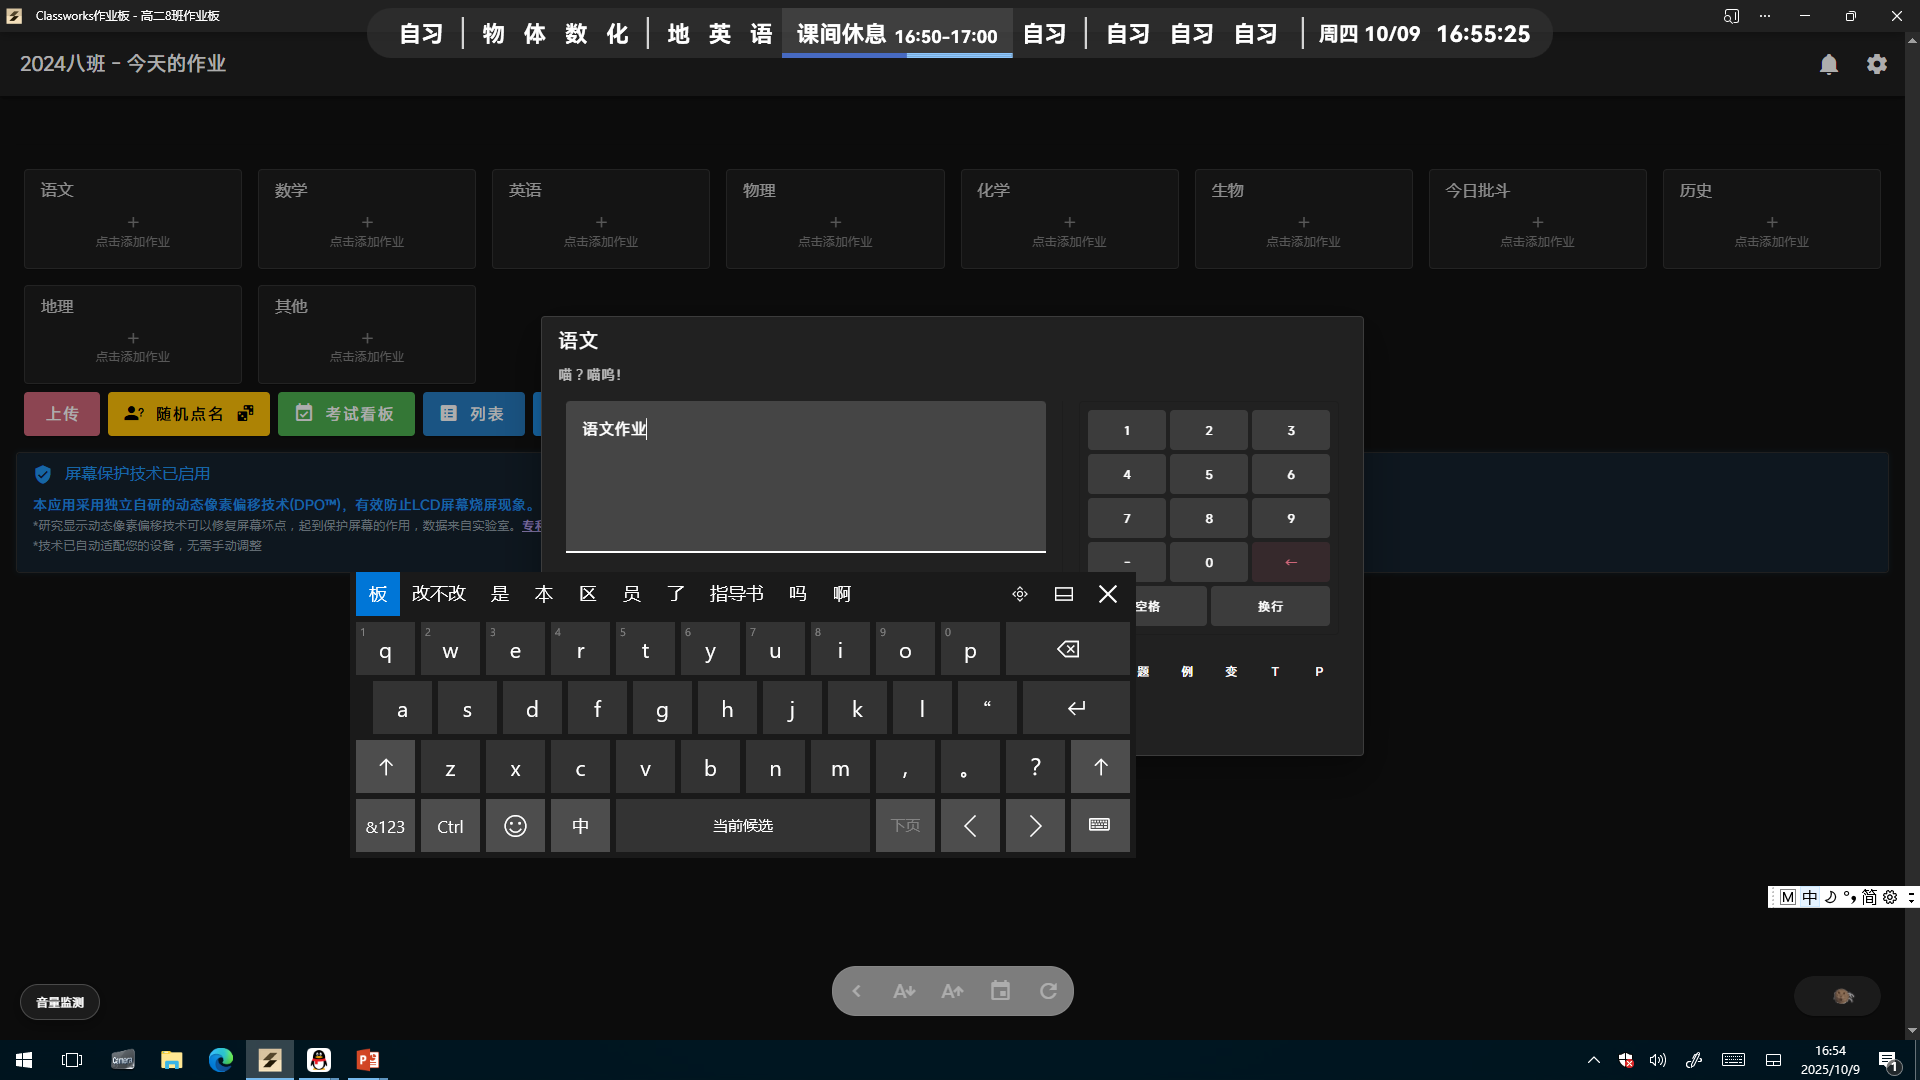 Classworks作业板 - 高二8班作业板
自习 物 体 数 化 地 英 语 课间休息 16:50-17:00 自习 自习 自习 自习 周四 10/09 16:55:25
2024八班 - 今天的作业
语文 数学 英语 物理 化学 生物 今日批斗 历史
+ + + + + + + +
点击添加作业 点击添加作业 点击添加作业 点击添加作业 点击添加作业 点击添加作业 点击添加作业 点击添加作业
地理 其他
+ +
点击添加作业 点击添加作业
上传 随机点名 考试看板 列表
屏幕保护技术已启用
本应用采用独立自研的动态像素偏移技术(DPO™)，有效防止LCD屏幕烧屏现象。
*研究显示动态像素偏移技术可以修复屏幕坏点，起到保护屏幕的作用，数据来自实验室。专利
*技术已自动适配您的设备，无需手动调整
语文
喵？喵呜！
语文作业
1 2 3
4 5 6
7 8 9
- 0 ←
空格 换行
题 例 变 T P
板 改不改 是 本 区 员 了 指导书 吗 啊
1 2 3 4 5 6 7 8 9 0
q w e r t y u i o p
a s d f g h j k l “
↑ z x c v b n m , 。 ? ↑
&123 Ctrl 中 当前候选 下页
M 中 °, 简
音量监测
A A
Camera
16:54
2025/10/9
1